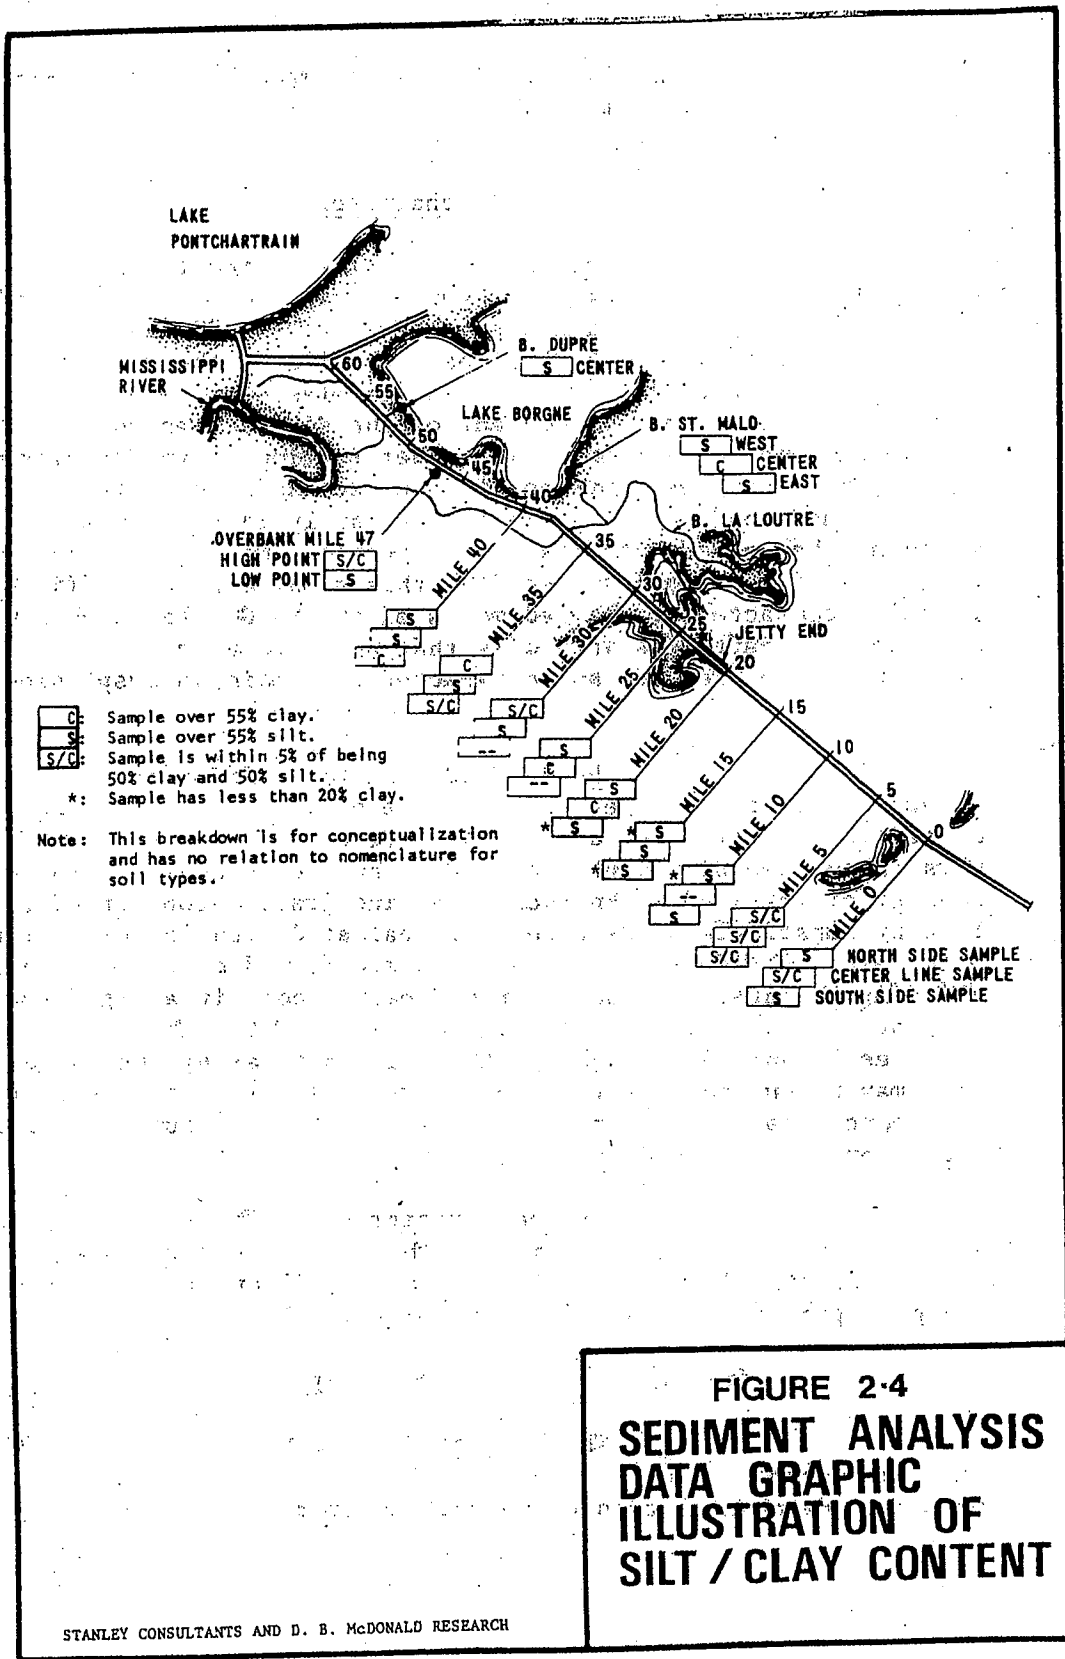 LAKE
PONTCHARTRAIN
MISSISSIPPI
RIVER
60
55
50
45
40
35
30
25
20
15
10
5
0
B. DUPRE
S CENTER
LAKE BORGNE
B. ST. MALO
S WEST
C CENTER
S EAST
B. LA LOUTRE
JETTY END
OVERBANK MILE 47
HIGH POINT S/C
LOW POINT S
MILE 40
S
S
C
MILE 35
C
S
S/C
MILE 30
S/C
S
--
MILE 25
S
C
--
MILE 20
S
C
* S
MILE 15
* S
S
* S
MILE 10
* S
--
S
MILE 5
S/C
S/C
S/C
MILE 0
S NORTH SIDE SAMPLE
S/C CENTER LINE SAMPLE
S SOUTH SIDE SAMPLE
C: Sample over 55% clay.
S: Sample over 55% silt.
S/C: Sample is within 5% of being
50% clay and 50% silt.
*: Sample has less than 20% clay.
Note: This breakdown is for conceptualization
and has no relation to nomenclature for
soil types.
FIGURE 2-4
SEDIMENT ANALYSIS
DATA GRAPHIC
ILLUSTRATION OF
SILT / CLAY CONTENT
STANLEY CONSULTANTS AND D. B. McDONALD RESEARCH